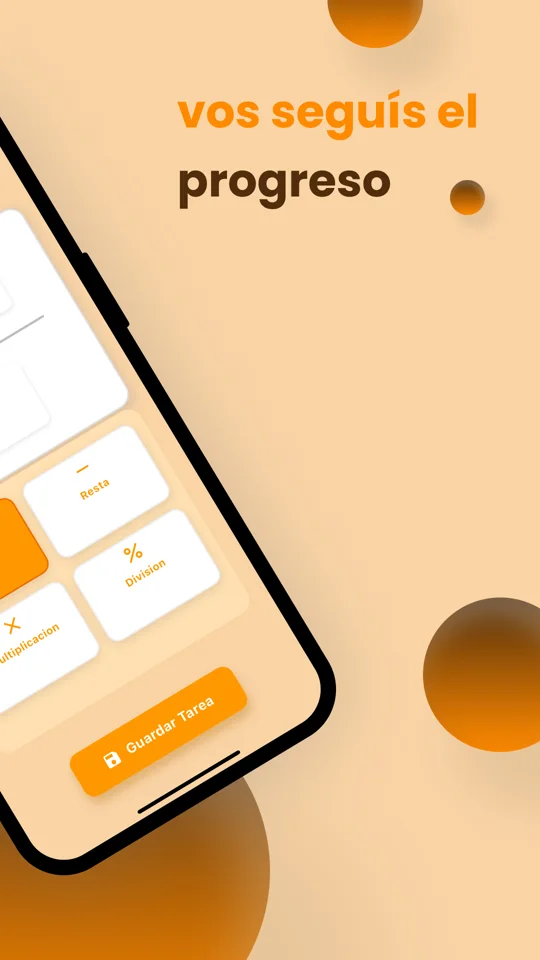 vos seguís el
progreso
Resta
Division
ultiplicacion
Guardar Tarea